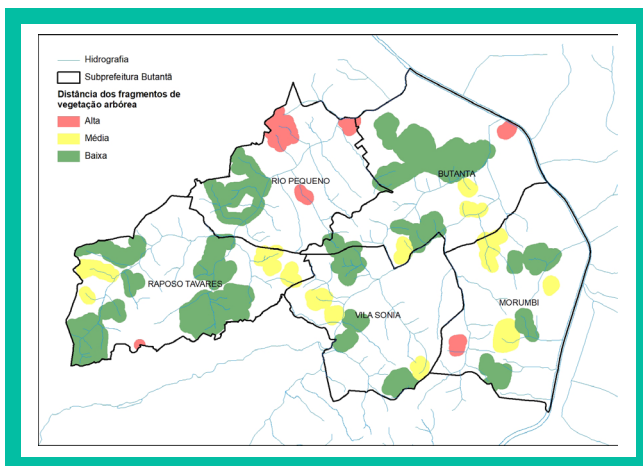 Hidrografia
Subprefeitura Butantã
Distância dos fragmentos de
vegetação arbórea
Alta
Média
Baixa
RIO PEQUENO
BUTANTA
RAPOSO TAVARES
VILA SONIA
MORUMBI